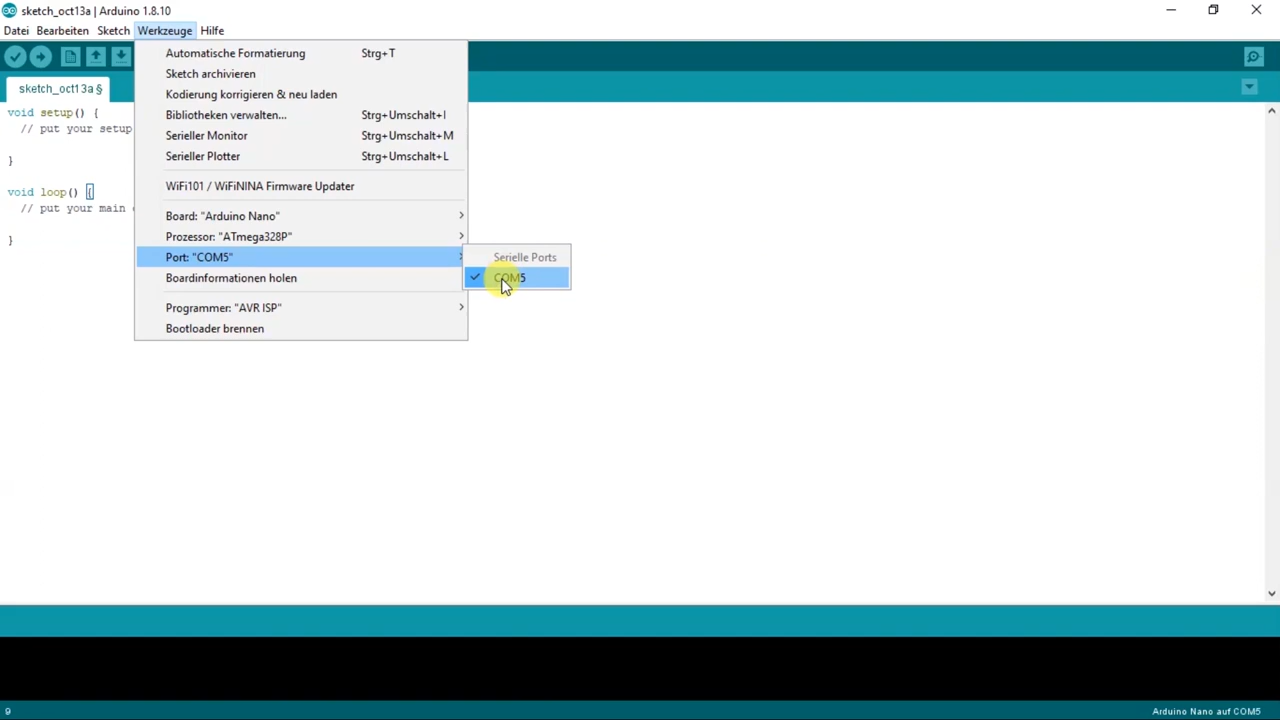 sketch_oct13a | Arduino 1.8.10
Datei Bearbeiten Sketch Werkzeuge Hilfe
sketch_oct13a §
void setup() {
// put your setup
}
void loop() {
// put your main
}
Automatische Formatierung Strg+T
Sketch archivieren
Kodierung korrigieren & neu laden
Bibliotheken verwalten... Strg+Umschalt+I
Serieller Monitor Strg+Umschalt+M
Serieller Plotter Strg+Umschalt+L
WiFi101 / WiFiNINA Firmware Updater
Board: "Arduino Nano"
Prozessor: "ATmega328P"
Port: "COM5"
Boardinformationen holen
Programmer: "AVR ISP"
Bootloader brennen
Serielle Ports
COM5
9
Arduino Nano auf COM5